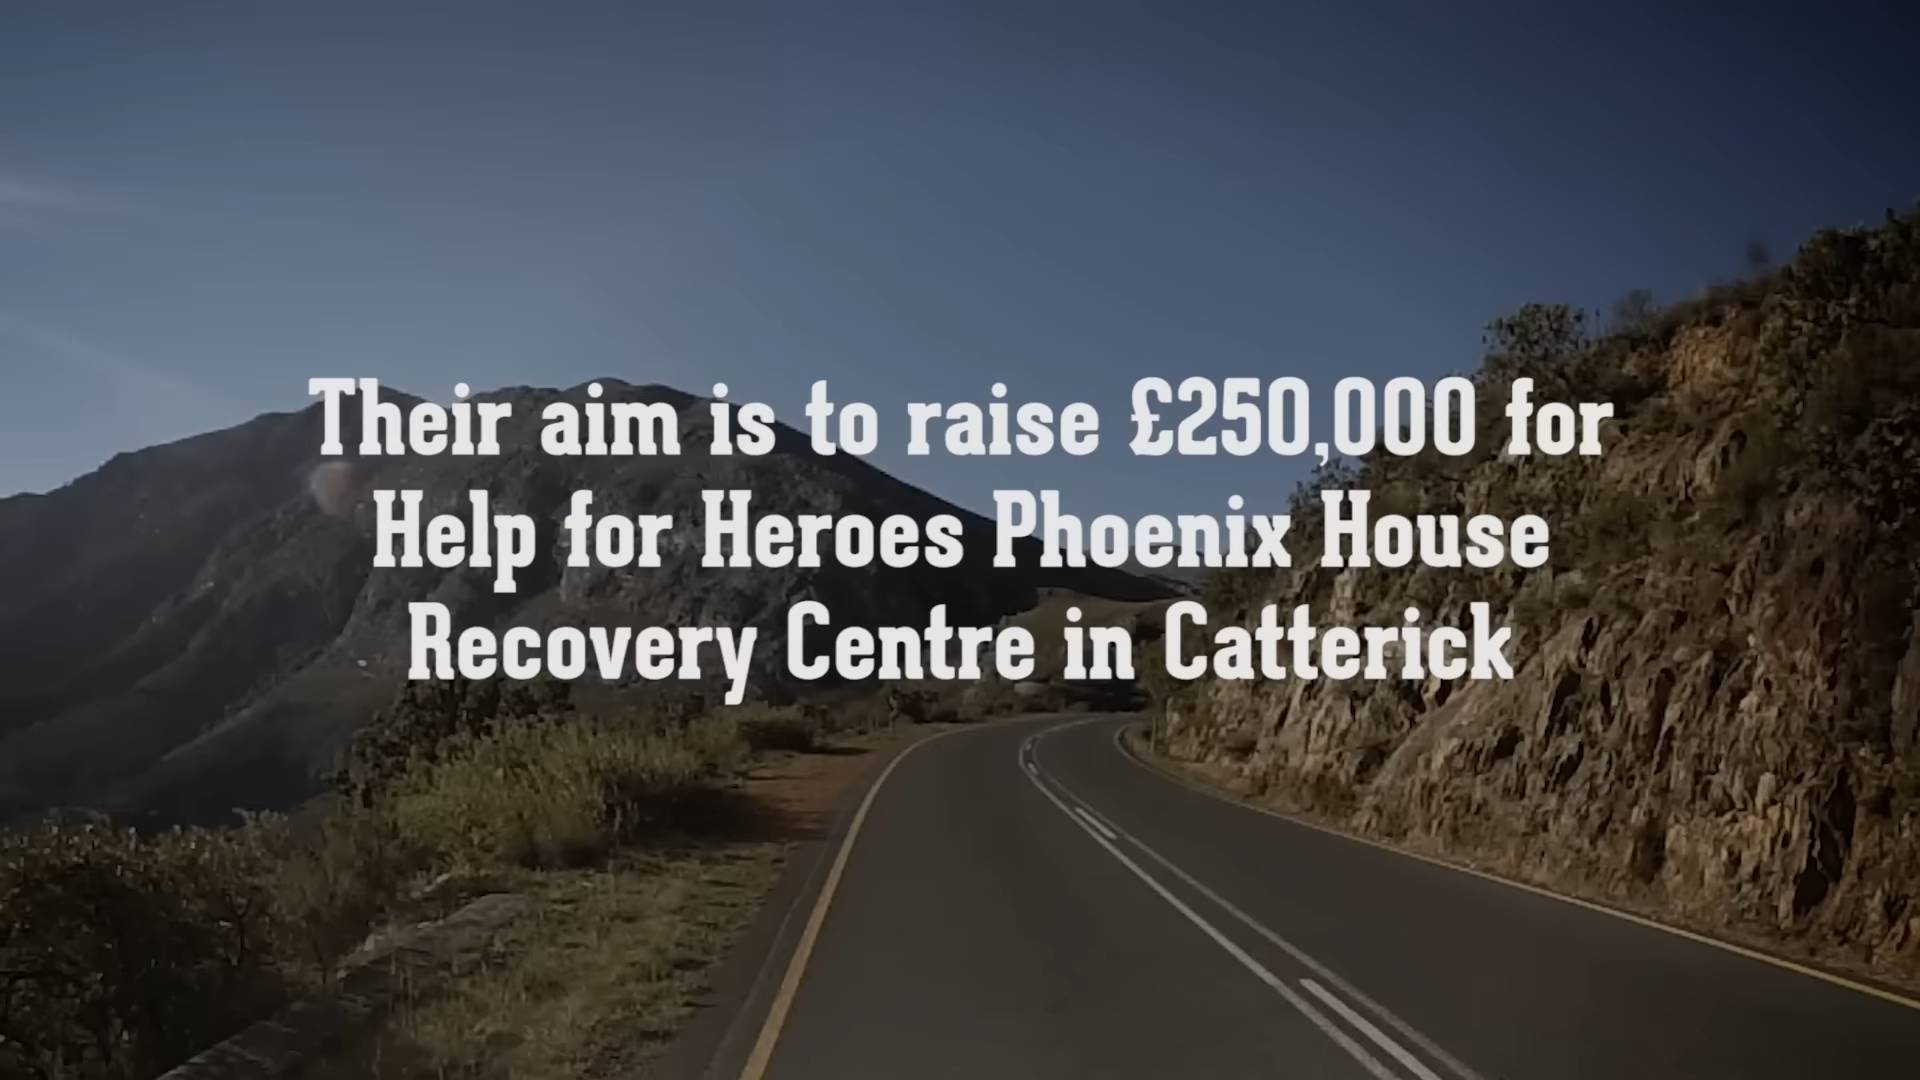 Their aim is to raise £250,000 for
Help for Heroes Phoenix House
Recovery Centre in Catterick